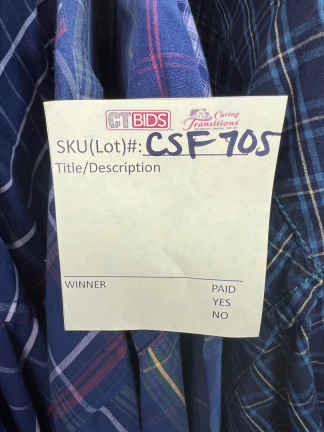 CTBIDS Caring Transitions
SKU(Lot)#: CSF705
Title/Description
WINNER PAID
YES
NO